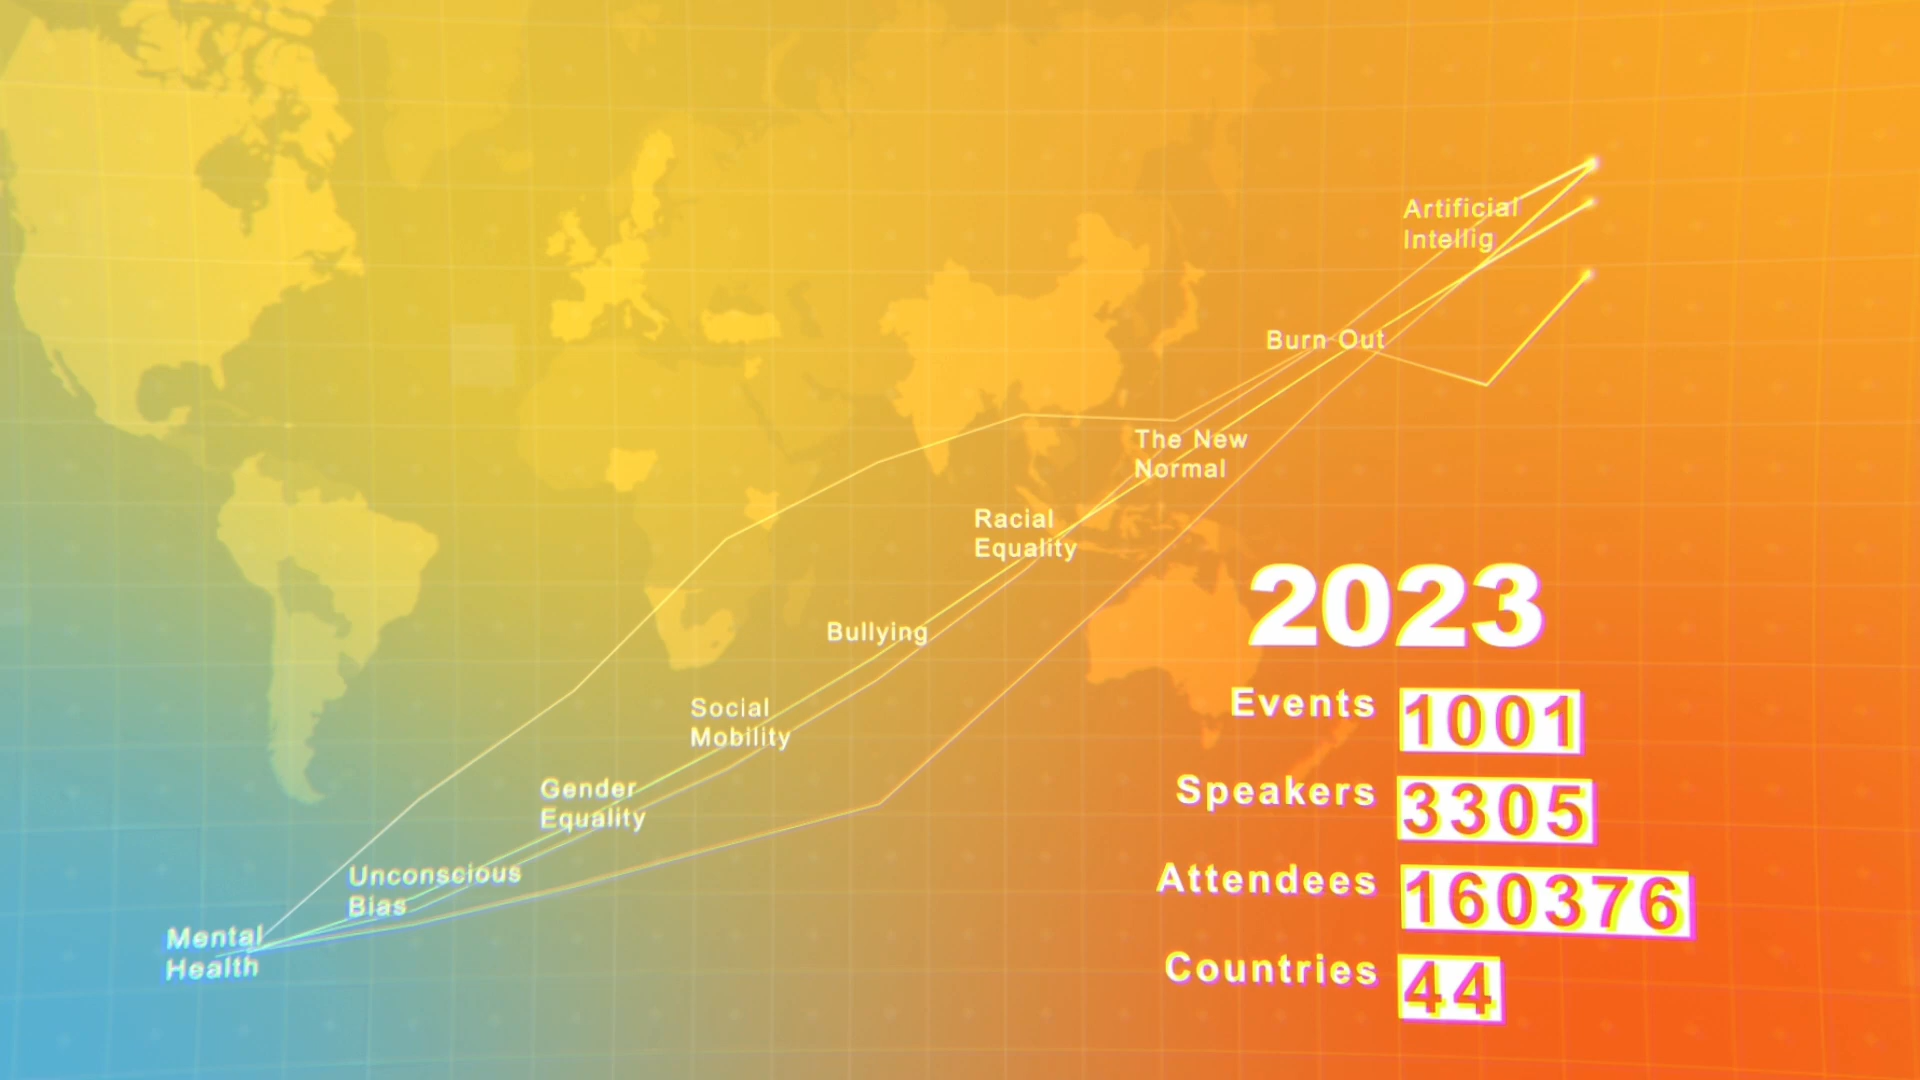 Artificial
Intellig
Burn Out
The New
Normal
Racial
Equality
Bullying
Social
Mobility
Gender
Equality
Unconscious
Bias
Mental
Health
2023
Events 1001
Speakers 3305
Attendees 160376
Countries 44